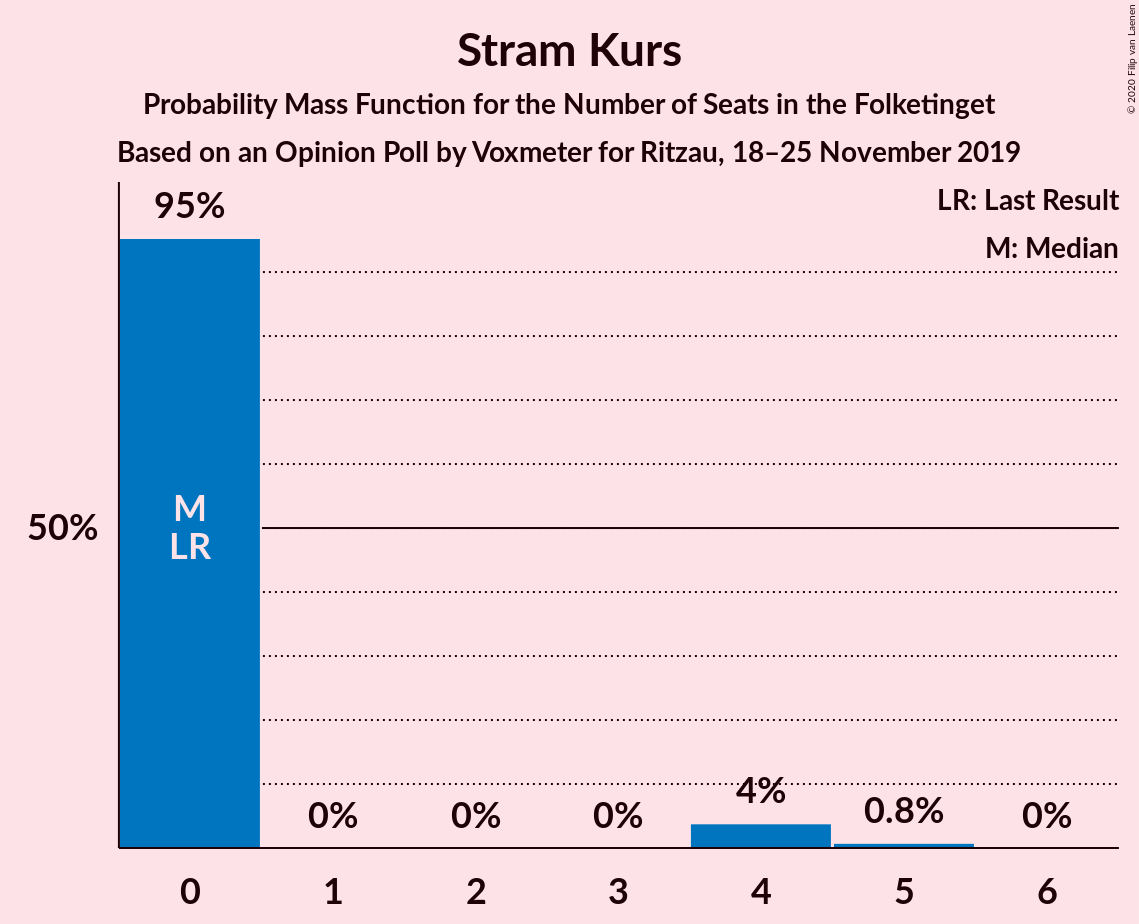 Stram Kurs
Probability Mass Function for the Number of Seats in the Folketinget
Based on an Opinion Poll by Voxmeter for Ritzau, 18–25 November 2019
© 2020 Filip van Laenen
LR: Last Result
M: Median
95%
50%
M
LR
0%
0%
0%
4%
0.8%
0%
0
1
2
3
4
5
6